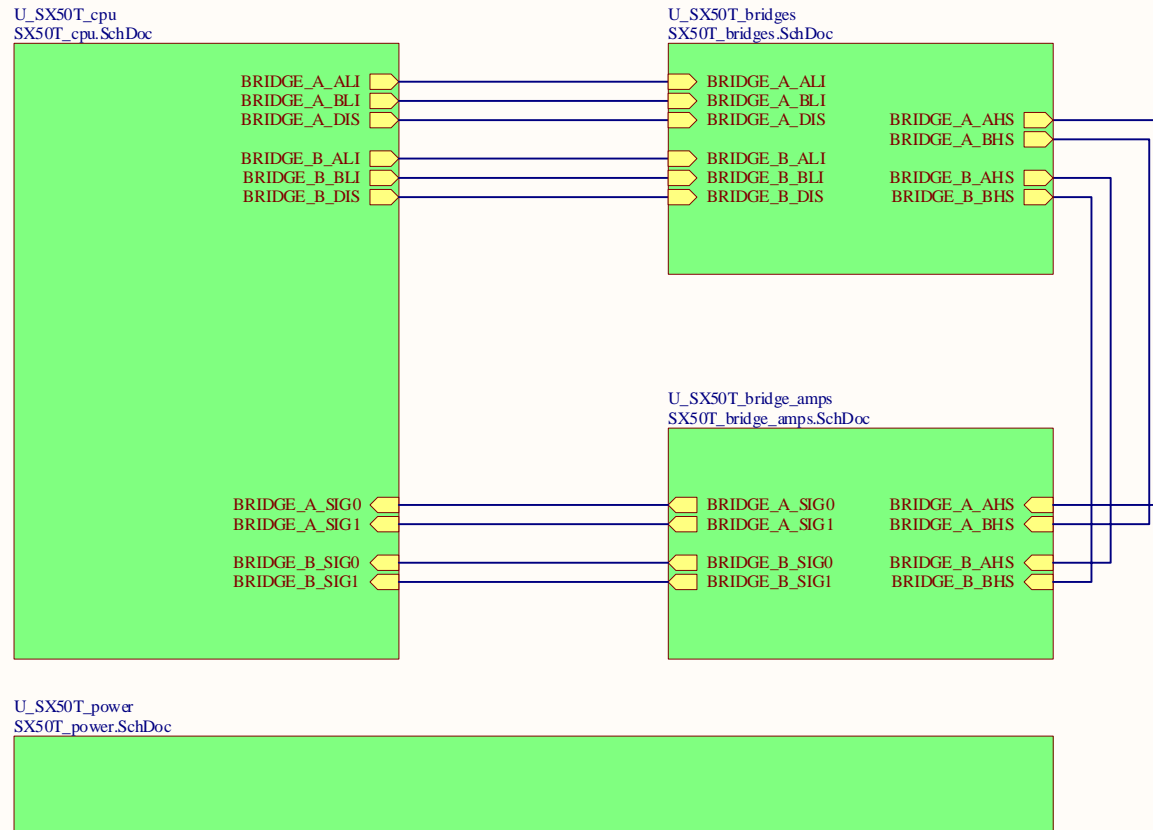 U_SX50T_cpu
SX50T_cpu.SchDoc
BRIDGE_A_ALI
BRIDGE_A_BLI
BRIDGE_A_DIS
BRIDGE_B_ALI
BRIDGE_B_BLI
BRIDGE_B_DIS
BRIDGE_A_SIG0
BRIDGE_A_SIG1
BRIDGE_B_SIG0
BRIDGE_B_SIG1
U_SX50T_bridges
SX50T_bridges.SchDoc
BRIDGE_A_ALI
BRIDGE_A_BLI
BRIDGE_A_DIS
BRIDGE_B_ALI
BRIDGE_B_BLI
BRIDGE_B_DIS
BRIDGE_A_AHS
BRIDGE_A_BHS
BRIDGE_B_AHS
BRIDGE_B_BHS
U_SX50T_bridge_amps
SX50T_bridge_amps.SchDoc
BRIDGE_A_SIG0
BRIDGE_A_SIG1
BRIDGE_B_SIG0
BRIDGE_B_SIG1
BRIDGE_A_AHS
BRIDGE_A_BHS
BRIDGE_B_AHS
BRIDGE_B_BHS
U_SX50T_power
SX50T_power.SchDoc